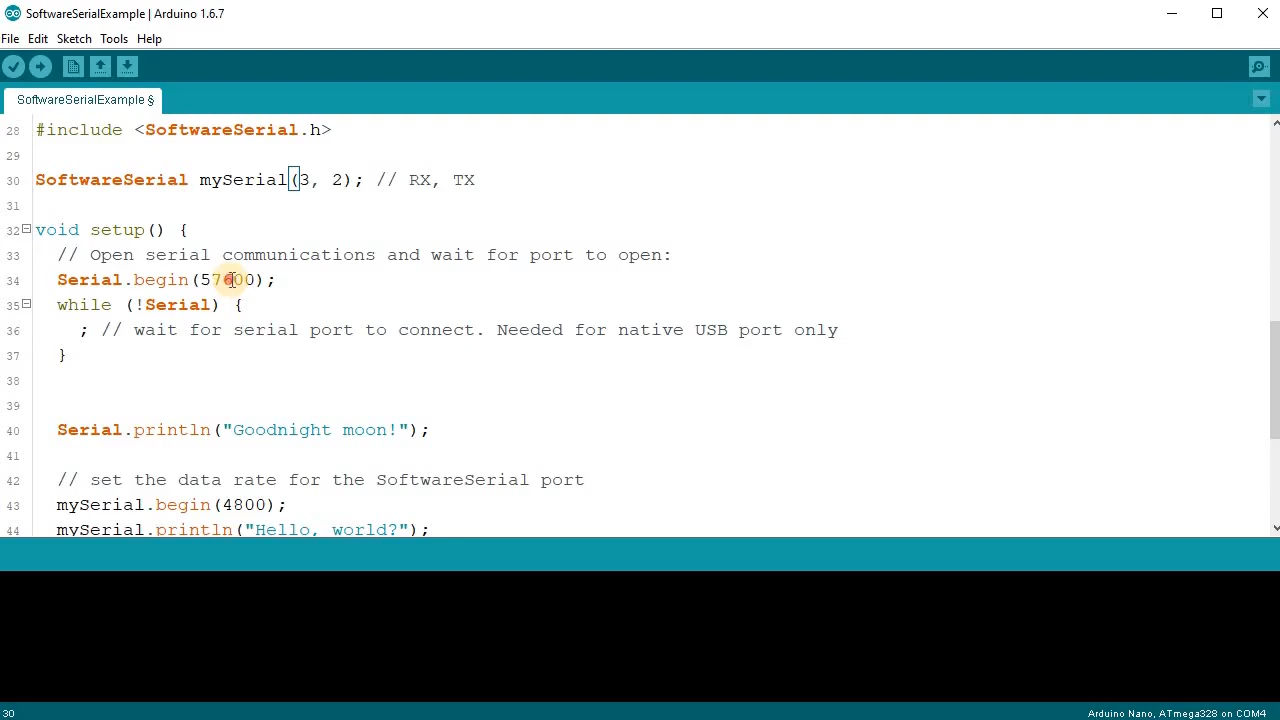 SoftwareSerialExample | Arduino 1.6.7
File Edit Sketch Tools Help
SoftwareSerialExample §
28 #include <SoftwareSerial.h>
29
30 SoftwareSerial mySerial(3, 2); // RX, TX
31
32 void setup() {
33 // Open serial communications and wait for port to open:
34 Serial.begin(57600);
35 while (!Serial) {
36 ; // wait for serial port to connect. Needed for native USB port only
37 }
38
39
40 Serial.println("Goodnight moon!");
41
42 // set the data rate for the SoftwareSerial port
43 mySerial.begin(4800);
44 mySerial.println("Hello, world?");
30 Arduino Nano, ATmega328 on COM4